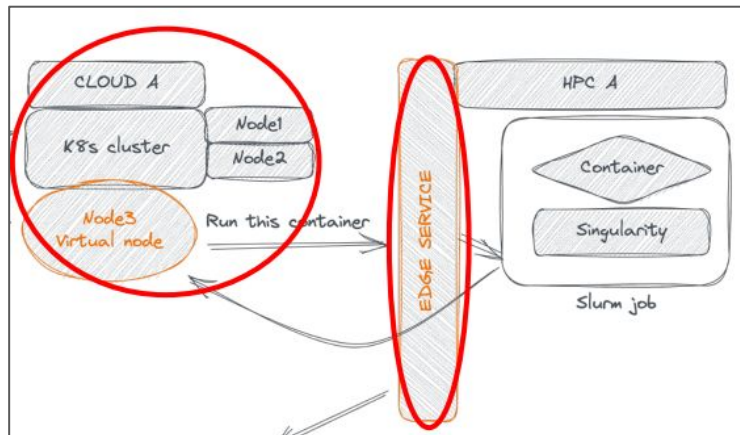 CLOUD A
K8s cluster
Node1
Node2
Node3
Virtual node
Run this container
EDGE SERVICE
HPC A
Container
Singularity
Slurm job